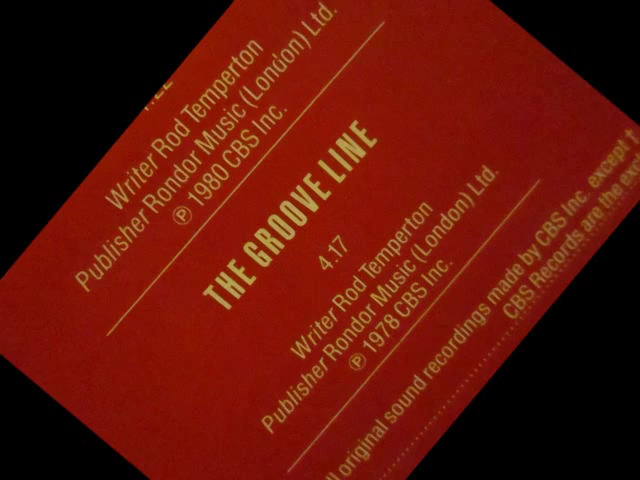 Writer Rod Temperton
Publisher Rondor Music (London) Ltd.
℗ 1980 CBS Inc.
THE GROOVE LINE
4.17
Writer Rod Temperton
Publisher Rondor Music (London) Ltd.
℗ 1978 CBS Inc.
original sound recordings made by CBS Inc. except
CBS Records are the